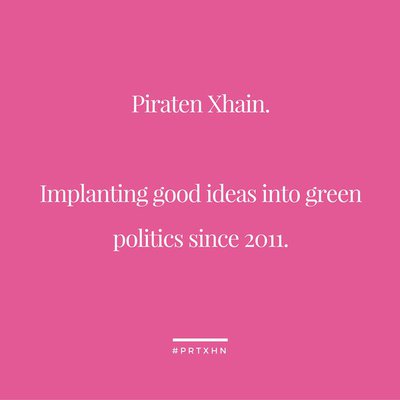 Piraten Xhain.
Implanting good ideas into green
politics since 2011.
#PRTXHN